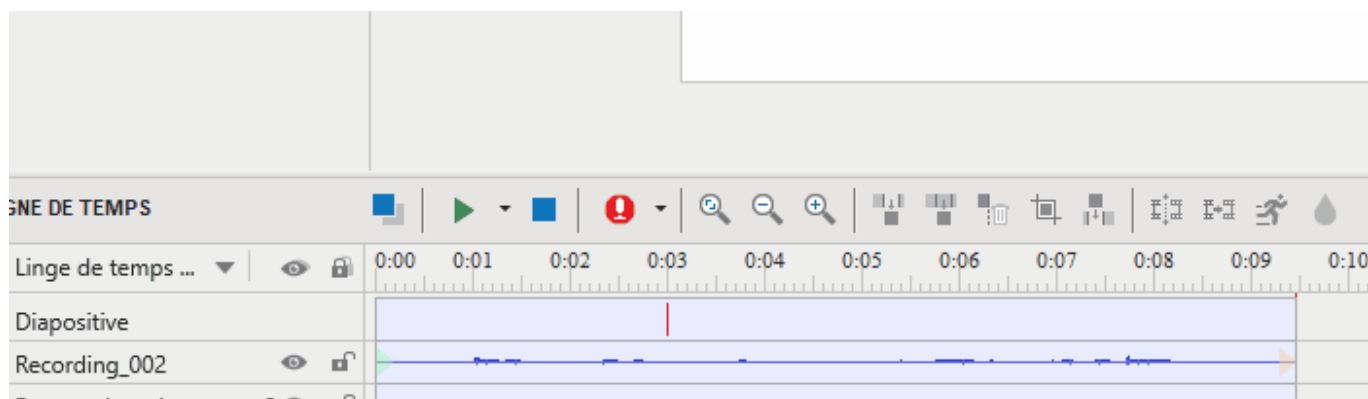 GNE DE TEMPS
Linge de temps ... 0:00 0:01 0:02 0:03 0:04 0:05 0:06 0:07 0:08 0:09 0:10
Diapositive
Recording_002